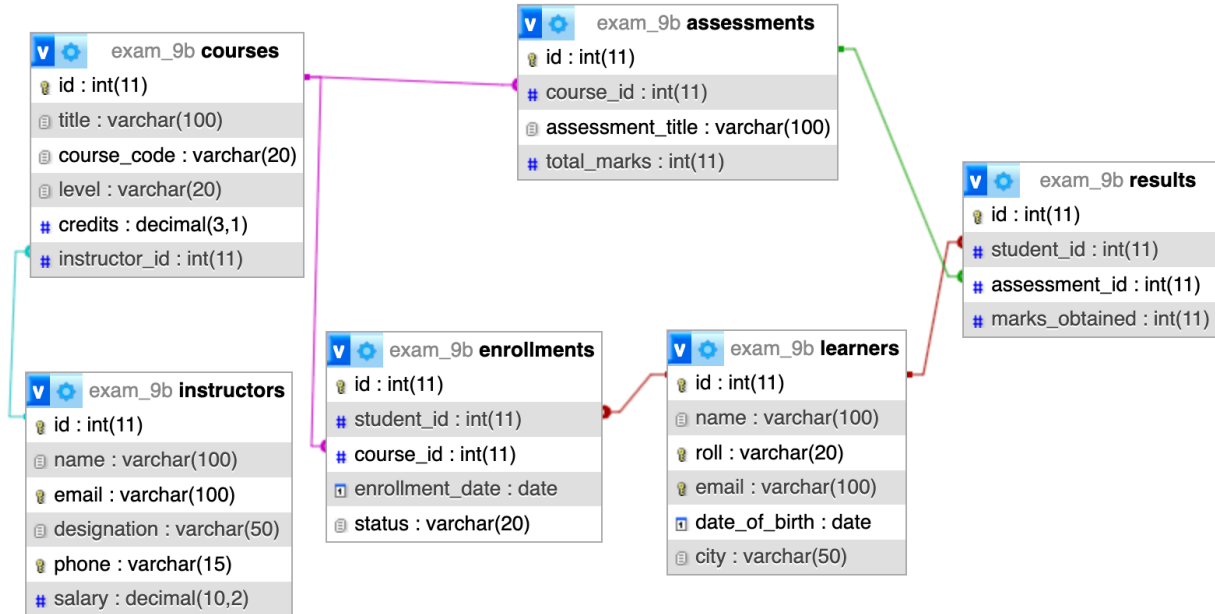 exam_9b courses
id : int(11)
title : varchar(100)
course_code : varchar(20)
level : varchar(20)
credits : decimal(3,1)
instructor_id : int(11)
exam_9b assessments
id : int(11)
course_id : int(11)
assessment_title : varchar(100)
total_marks : int(11)
exam_9b results
id : int(11)
student_id : int(11)
assessment_id : int(11)
marks_obtained : int(11)
exam_9b instructors
id : int(11)
name : varchar(100)
email : varchar(100)
designation : varchar(50)
phone : varchar(15)
salary : decimal(10,2)
exam_9b enrollments
id : int(11)
student_id : int(11)
course_id : int(11)
enrollment_date : date
status : varchar(20)
exam_9b learners
id : int(11)
name : varchar(100)
roll : varchar(20)
email : varchar(100)
date_of_birth : date
city : varchar(50)